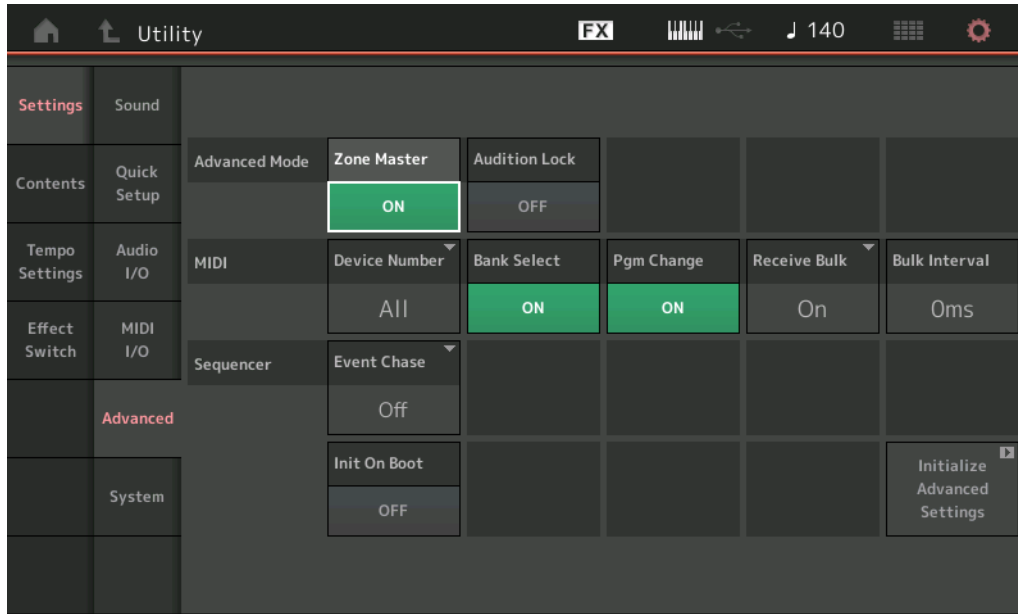 Utility
FX
140
Settings
Contents
Tempo
Settings
Effect
Switch
Sound
Quick
Setup
Audio
I/O
MIDI
I/O
Advanced
System
Advanced Mode
Zone Master
ON
Audition Lock
OFF
MIDI
Device Number
All
Bank Select
ON
Pgm Change
ON
Receive Bulk
On
Bulk Interval
0ms
Sequencer
Event Chase
Off
Init On Boot
OFF
Initialize
Advanced
Settings